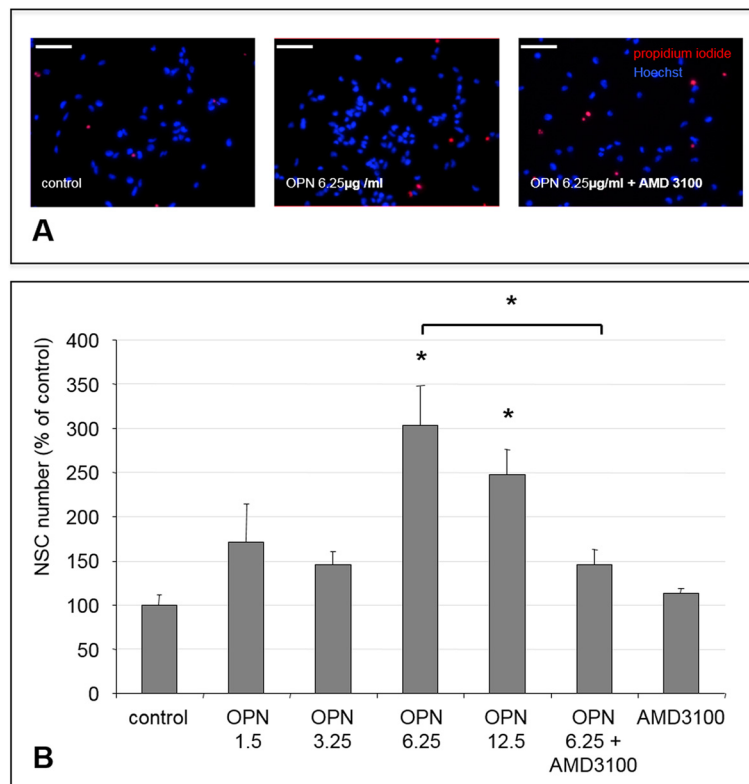 propidium iodide
Hoechst
control
OPN 6.25µg /ml
OPN 6.25µg/ml + AMD 3100
A
*
*
*
NSC number (% of control)
400
350
300
250
200
150
100
50
0
control
OPN 1.5
OPN 3.25
OPN 6.25
OPN 12.5
OPN 6.25 + AMD3100
AMD3100
B